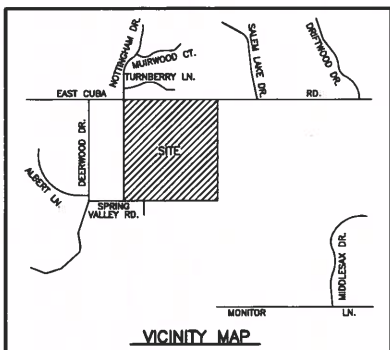 NOTTINGHAM DR.
MUIRWOOD CT.
TURNBERRY LN.
SALEM LAKE DR.
DRIFTWOOD DR.
EAST CUBA RD.
DEERWOOD DR.
SITE
ALBERT LN.
SPRING
VALLEY RD.
MIDDLESAX DR.
MONITOR LN.
VICINITY MAP